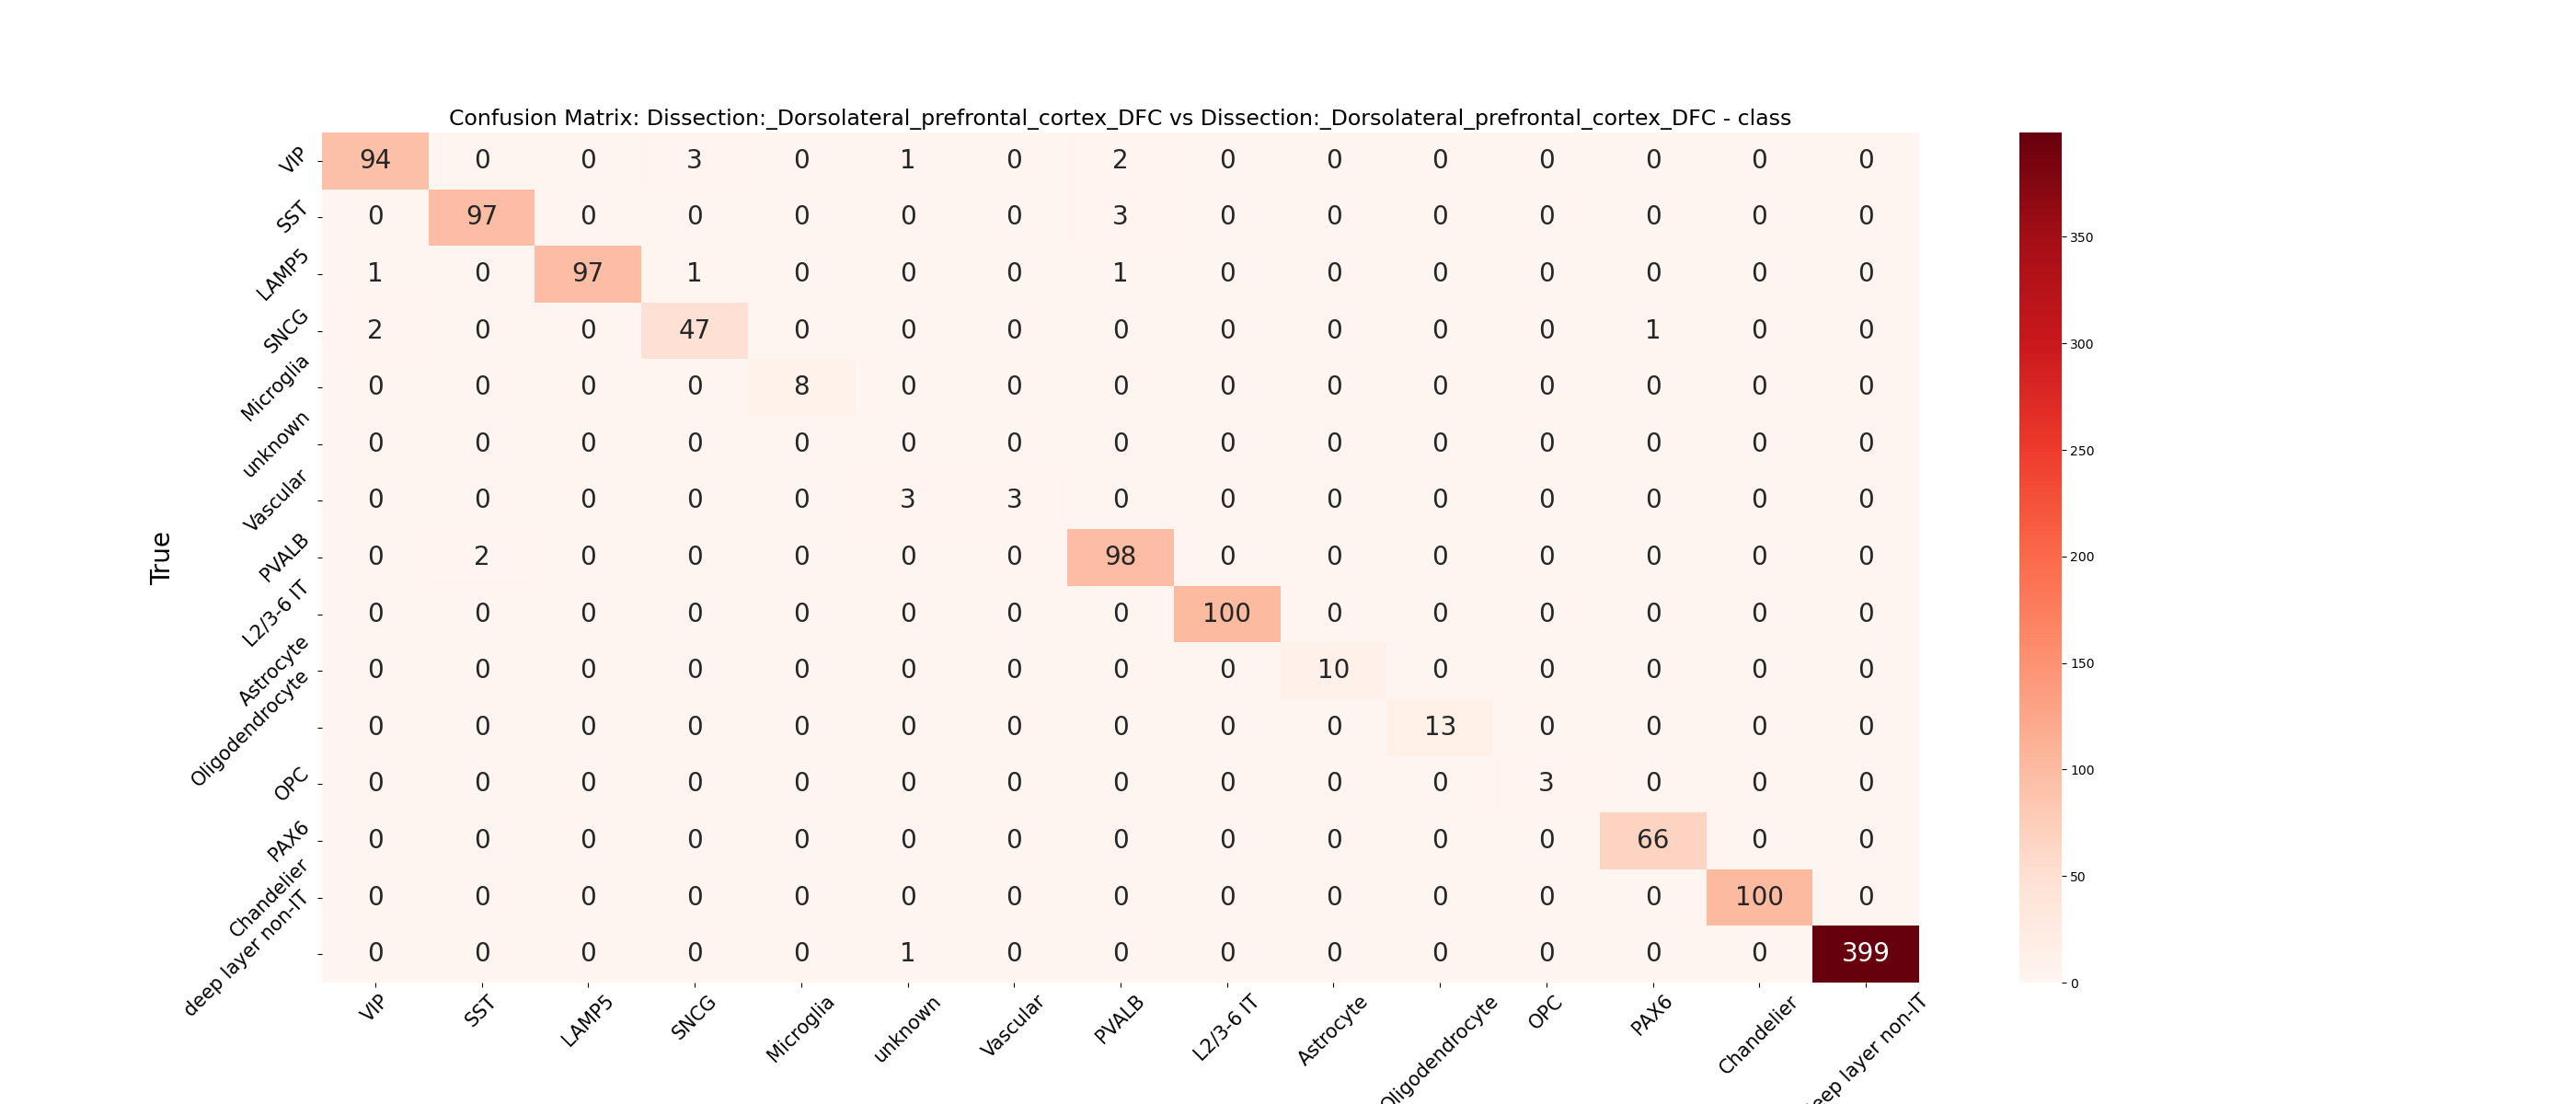 Confusion Matrix: Dissection:_Dorsolateral_prefrontal_cortex_DFC vs Dissection:_Dorsolateral_prefrontal_cortex_DFC - class
True
VIP 94 0 0 3 0 1 0 2 0 0 0 0 0 0 0
SST 0 97 0 0 0 0 0 3 0 0 0 0 0 0 0
LAMP5 1 0 97 1 0 0 0 1 0 0 0 0 0 0 0
SNCG 2 0 0 47 0 0 0 0 0 0 0 0 1 0 0
Microglia 0 0 0 0 8 0 0 0 0 0 0 0 0 0 0
unknown 0 0 0 0 0 0 0 0 0 0 0 0 0 0 0
Vascular 0 0 0 0 0 3 3 0 0 0 0 0 0 0 0
PVALB 0 2 0 0 0 0 0 98 0 0 0 0 0 0 0
L2/3-6 IT 0 0 0 0 0 0 0 0 100 0 0 0 0 0 0
Astrocyte 0 0 0 0 0 0 0 0 0 10 0 0 0 0 0
Oligodendrocyte 0 0 0 0 0 0 0 0 0 0 13 0 0 0 0
OPC 0 0 0 0 0 0 0 0 0 0 0 3 0 0 0
PAX6 0 0 0 0 0 0 0 0 0 0 0 0 66 0 0
Chandelier 0 0 0 0 0 0 0 0 0 0 0 0 0 100 0
deep layer non-IT 0 0 0 0 0 1 0 0 0 0 0 0 0 0 399
VIP SST LAMP5 SNCG Microglia unknown Vascular PVALB L2/3-6 IT Astrocyte Oligodendrocyte OPC PAX6 Chandelier eep layer non-IT
350
300
250
200
150
100
50
0